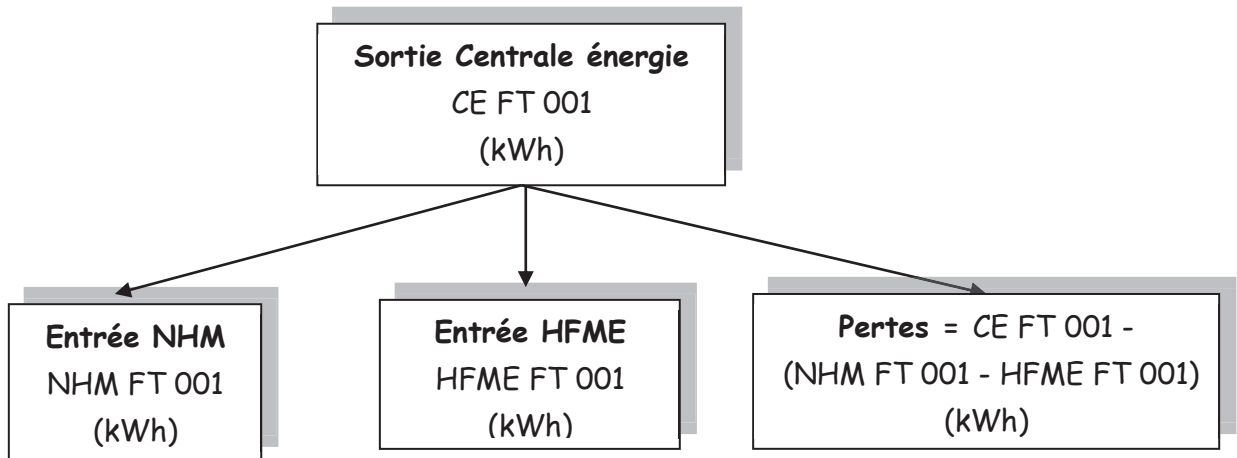 Sortie Centrale énergie
CE FT 001
(kWh)
Entrée NHM
NHM FT 001
(kWh)
Entrée HFME
HFME FT 001
(kWh)
Pertes = CE FT 001 -
(NHM FT 001 - HFME FT 001)
(kWh)